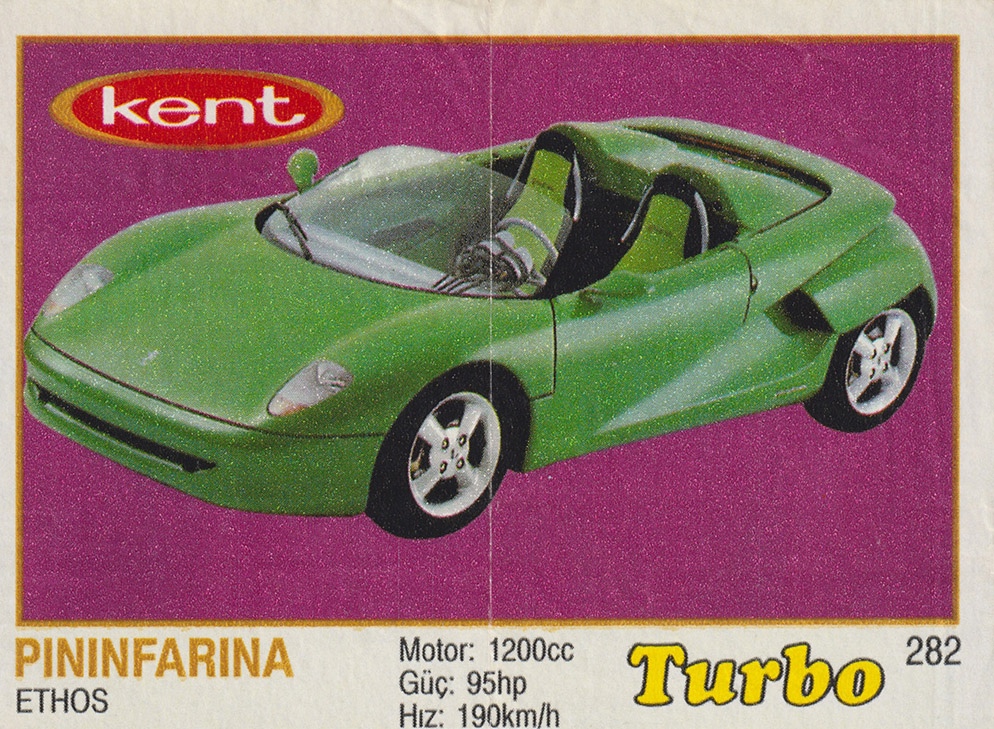 kent
PININFARINA
ETHOS
Motor: 1200cc
Güç: 95hp
Hız: 190km/h
Turbo
282